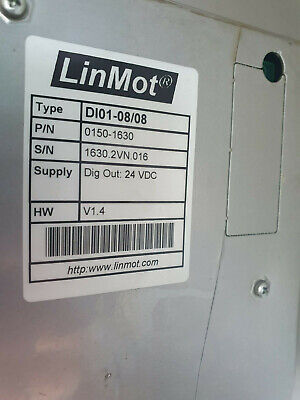 LinMot®
Type DI01-08/08
P/N 0150-1630
S/N 1630.2VN.016
Supply Dig Out: 24 VDC
HW V1.4
http:www.linmot.com